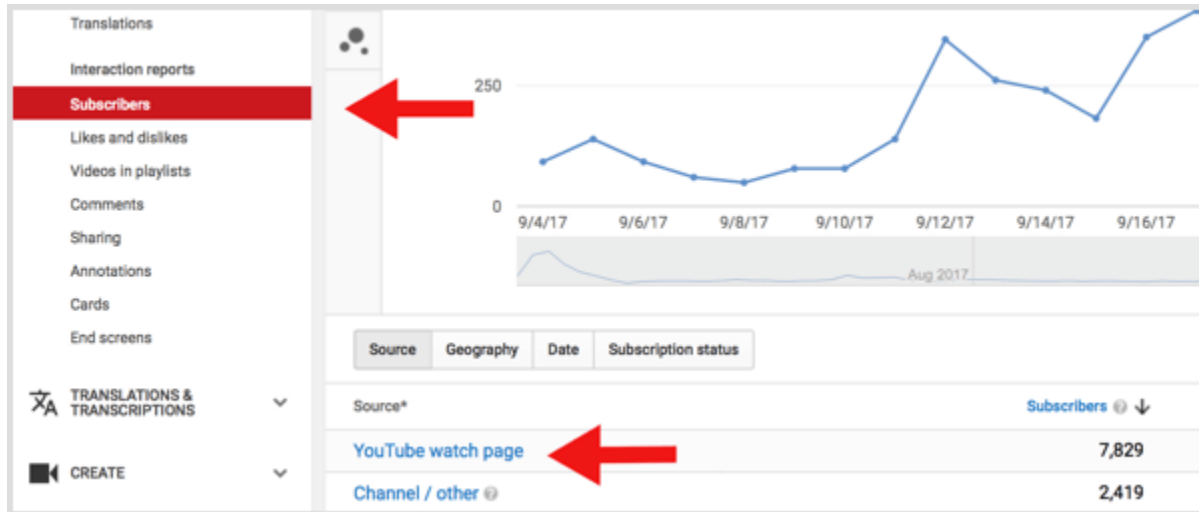 Translations
Interaction reports
Subscribers
Likes and dislikes
Videos in playlists
Comments
Sharing
Annotations
Cards
End screens
TRANSLATIONS &
TRANSCRIPTIONS
CREATE
250
0
9/4/17 9/6/17 9/8/17 9/10/17 9/12/17 9/14/17 9/16/17
Aug 2017
Source Geography Date Subscription status
Source* Subscribers
YouTube watch page 7,829
Channel / other 2,419